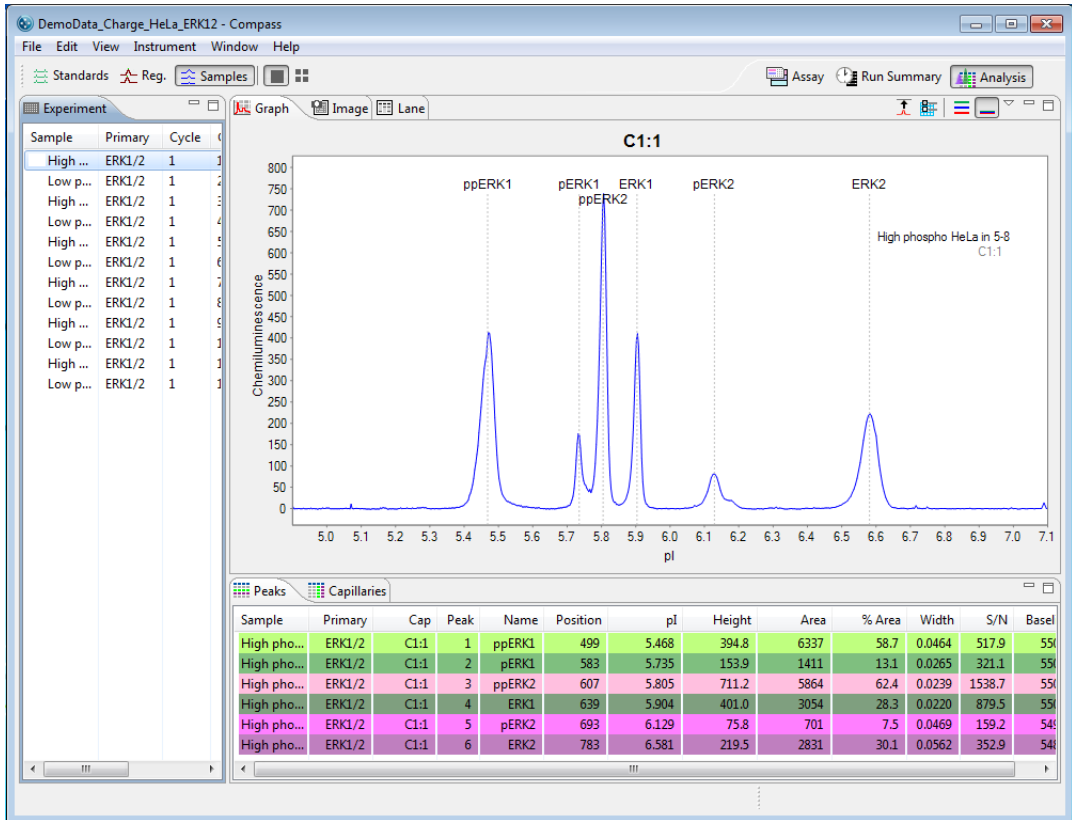 DemoData_Charge_HeLa_ERK12 - Compass
File Edit View Instrument Window Help
Standards Reg. Samples Assay Run Summary Analysis
Experiment
Sample Primary Cycle
High ... ERK1/2 1
Low p... ERK1/2 1
High ... ERK1/2 1
Low p... ERK1/2 1
High ... ERK1/2 1
Low p... ERK1/2 1
High ... ERK1/2 1
Low p... ERK1/2 1
High ... ERK1/2 1
Low p... ERK1/2 1
High ... ERK1/2 1
Low p... ERK1/2 1
Graph Image Lane
C1:1
Chemiluminescence
800
750
700
650
600
550
500
450
400
350
300
250
200
150
100
50
0
ppERK1 pERK1 ERK1 pERK2 ERK2
ppERK2
High phospho HeLa in 5-8
C1:1
5.0 5.1 5.2 5.3 5.4 5.5 5.6 5.7 5.8 5.9 6.0 6.1 6.2 6.3 6.4 6.5 6.6 6.7 6.8 6.9 7.0 7.1
pI
Peaks Capillaries
Sample Primary Cap Peak Name Position pI Height Area % Area Width S/N Basel
High pho... ERK1/2 C1:1 1 ppERK1 499 5.468 394.8 6337 58.7 0.0464 517.9 550
High pho... ERK1/2 C1:1 2 pERK1 583 5.735 153.9 1411 13.1 0.0265 321.1 550
High pho... ERK1/2 C1:1 3 ppERK2 607 5.805 711.2 5864 62.4 0.0239 1538.7 550
High pho... ERK1/2 C1:1 4 ERK1 639 5.904 401.0 3054 28.3 0.0220 879.5 550
High pho... ERK1/2 C1:1 5 pERK2 693 6.129 75.8 701 7.5 0.0469 159.2 549
High pho... ERK1/2 C1:1 6 ERK2 783 6.581 219.5 2831 30.1 0.0562 352.9 548